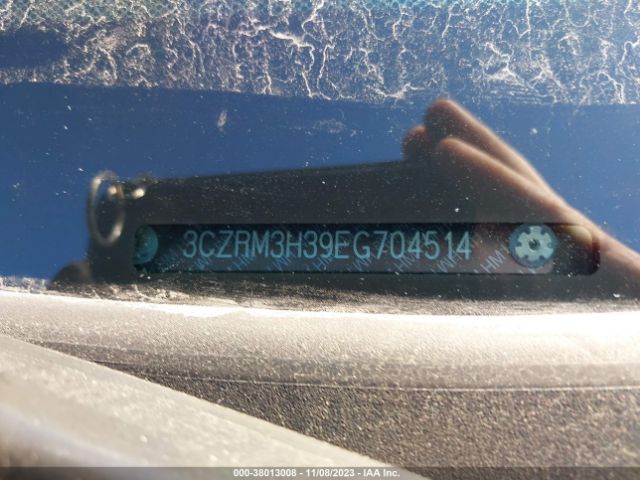 3CZRM3H39EG704514
000-38013008 - 11/08/2023 - IAA Inc.